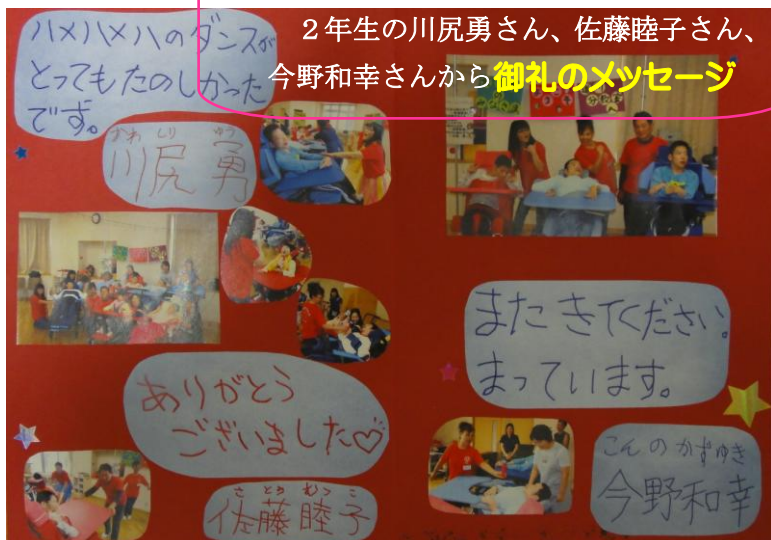 2年生の川尻勇さん、佐藤睦子さん、
今野和幸さんから御礼のメッセージ
ハメハメハのダンスが
とってもたのしかった
です。
かわ しり ゆう
川尻 勇
ありがとう
ございました♡
さ とう むつ こ
佐藤睦子
またきてください。
まっています。
こんのかずゆき
今野和幸